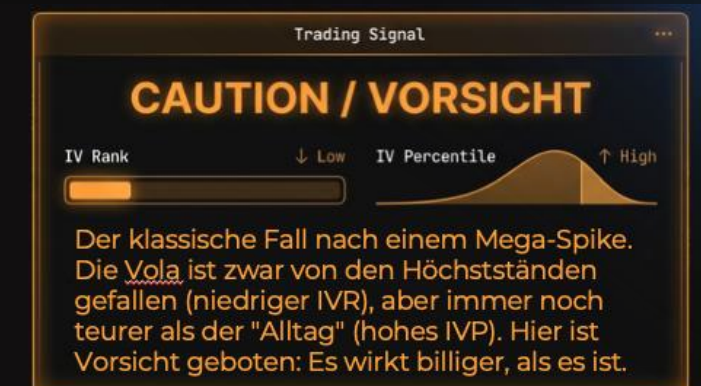 Trading Signal
CAUTION / VORSICHT
IV Rank ↓ Low IV Percentile ↑ High
Der klassische Fall nach einem Mega-Spike.
Die Vola ist zwar von den Höchstständen
gefallen (niedriger IVR), aber immer noch
teurer als der "Alltag" (hohes IVP). Hier ist
Vorsicht geboten: Es wirkt billiger, als es ist.